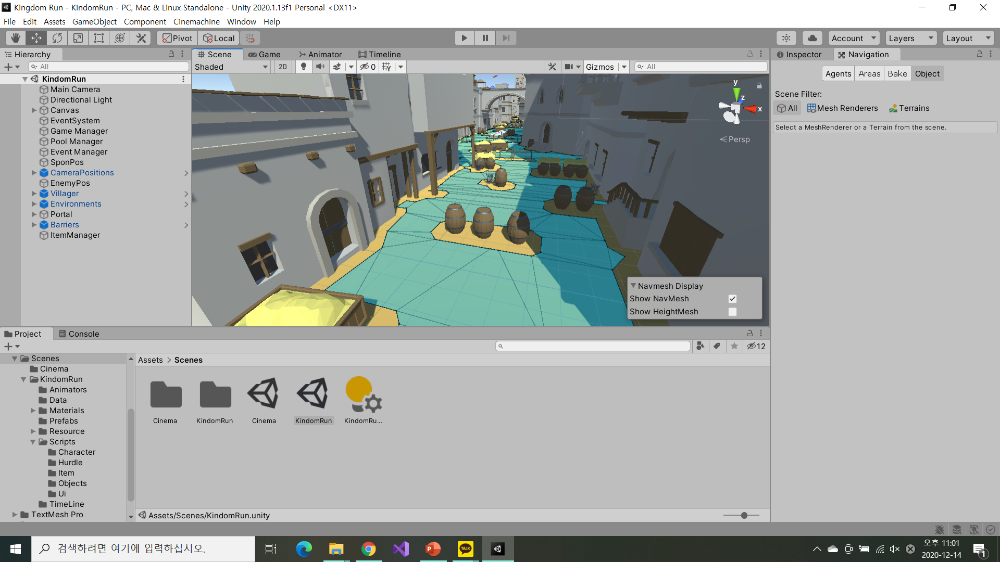 Kingdom Run - KindomRun - PC, Mac & Linux Standalone - Unity 2020.1.13f1 Personal <DX11>
File Edit Assets GameObject Component Cinemachine Window Help
Pivot Local Account Layers Layout
Hierarchy
All
KindomRun
Main Camera
Directional Light
Canvas
EventSystem
Game Manager
Pool Manager
Event Manager
SponPos
CameraPositions
EnemyPos
Villager
Environments
Portal
Barriers
ItemManager
Scene Game Animator Timeline
Shaded 2D 0 Gizmos All
y
z
x
Persp
Navmesh Display
Show NavMesh
Show HeightMesh
Inspector Navigation
Agents Areas Bake Object
Scene Filter:
All Mesh Renderers Terrains
Select a MeshRenderer or a Terrain from the scene.
Project Console
12
Scenes
Cinema
KindomRun
Animators
Data
Materials
Prefabs
Resource
Scripts
Character
Hurdle
Item
Objects
Ui
TimeLine
TextMesh Pro
Assets > Scenes
Cinema KindomRun Cinema KindomRun KindomRu...
Assets/Scenes/KindomRun.unity
검색하려면 여기에 입력하십시오.
P
TALK
오후 11:01
2020-12-14
1